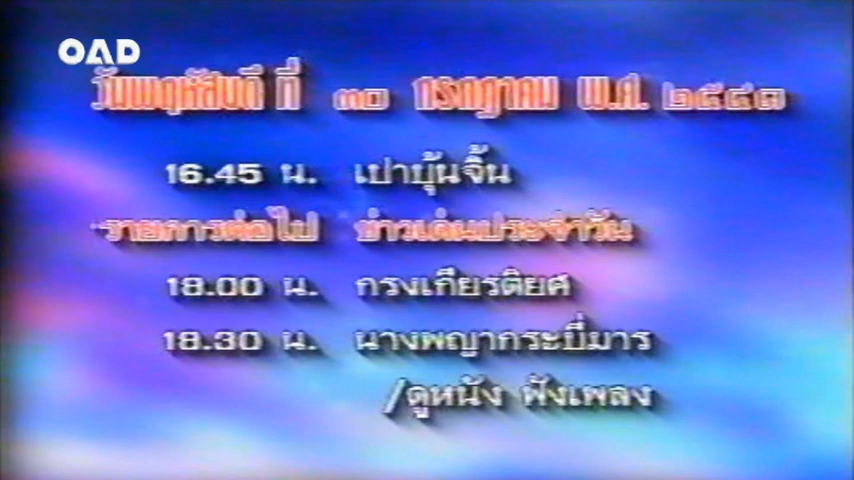 OAD
วันพฤหัสบดี ที่ ๓๐ กรกฎาคม พ.ศ. ๒๕๔๑
16.45 น. เปาบุ้นจิ้น
รายการต่อไป ข่าวเด่นประจำวัน
18.00 น. กรงเกียรติยศ
18.30 น. นางพญากระบี่มาร
/ดูหนัง ฟังเพลง